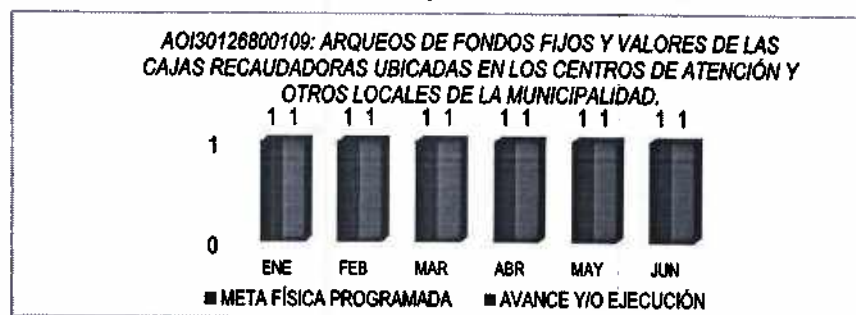 AOI30126800109: ARQUEOS DE FONDOS FIJOS Y VALORES DE LAS
CAJAS RECAUDADORAS UBICADAS EN LOS CENTROS DE ATENCIÓN Y
OTROS LOCALES DE LA MUNICIPALIDAD.
1 1 1 1 1 1 1 1 1 1 1 1
1
0
ENE FEB MAR ABR MAY JUN
META FÍSICA PROGRAMADA AVANCE Y/O EJECUCIÓN